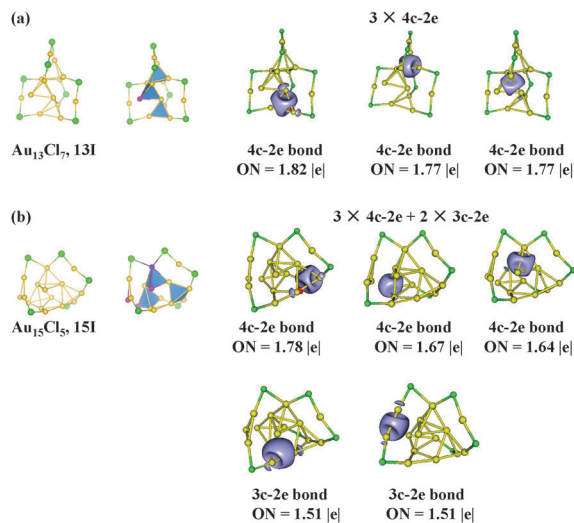 (a)
3 × 4c-2e
Au₁₃Cl₇, 13I
4c-2e bond
ON = 1.82 |e|
4c-2e bond
ON = 1.77 |e|
4c-2e bond
ON = 1.77 |e|
(b)
3 × 4c-2e + 2 × 3c-2e
Au₁₅Cl₅, 15I
4c-2e bond
ON = 1.78 |e|
4c-2e bond
ON = 1.67 |e|
4c-2e bond
ON = 1.64 |e|
3c-2e bond
ON = 1.51 |e|
3c-2e bond
ON = 1.51 |e|